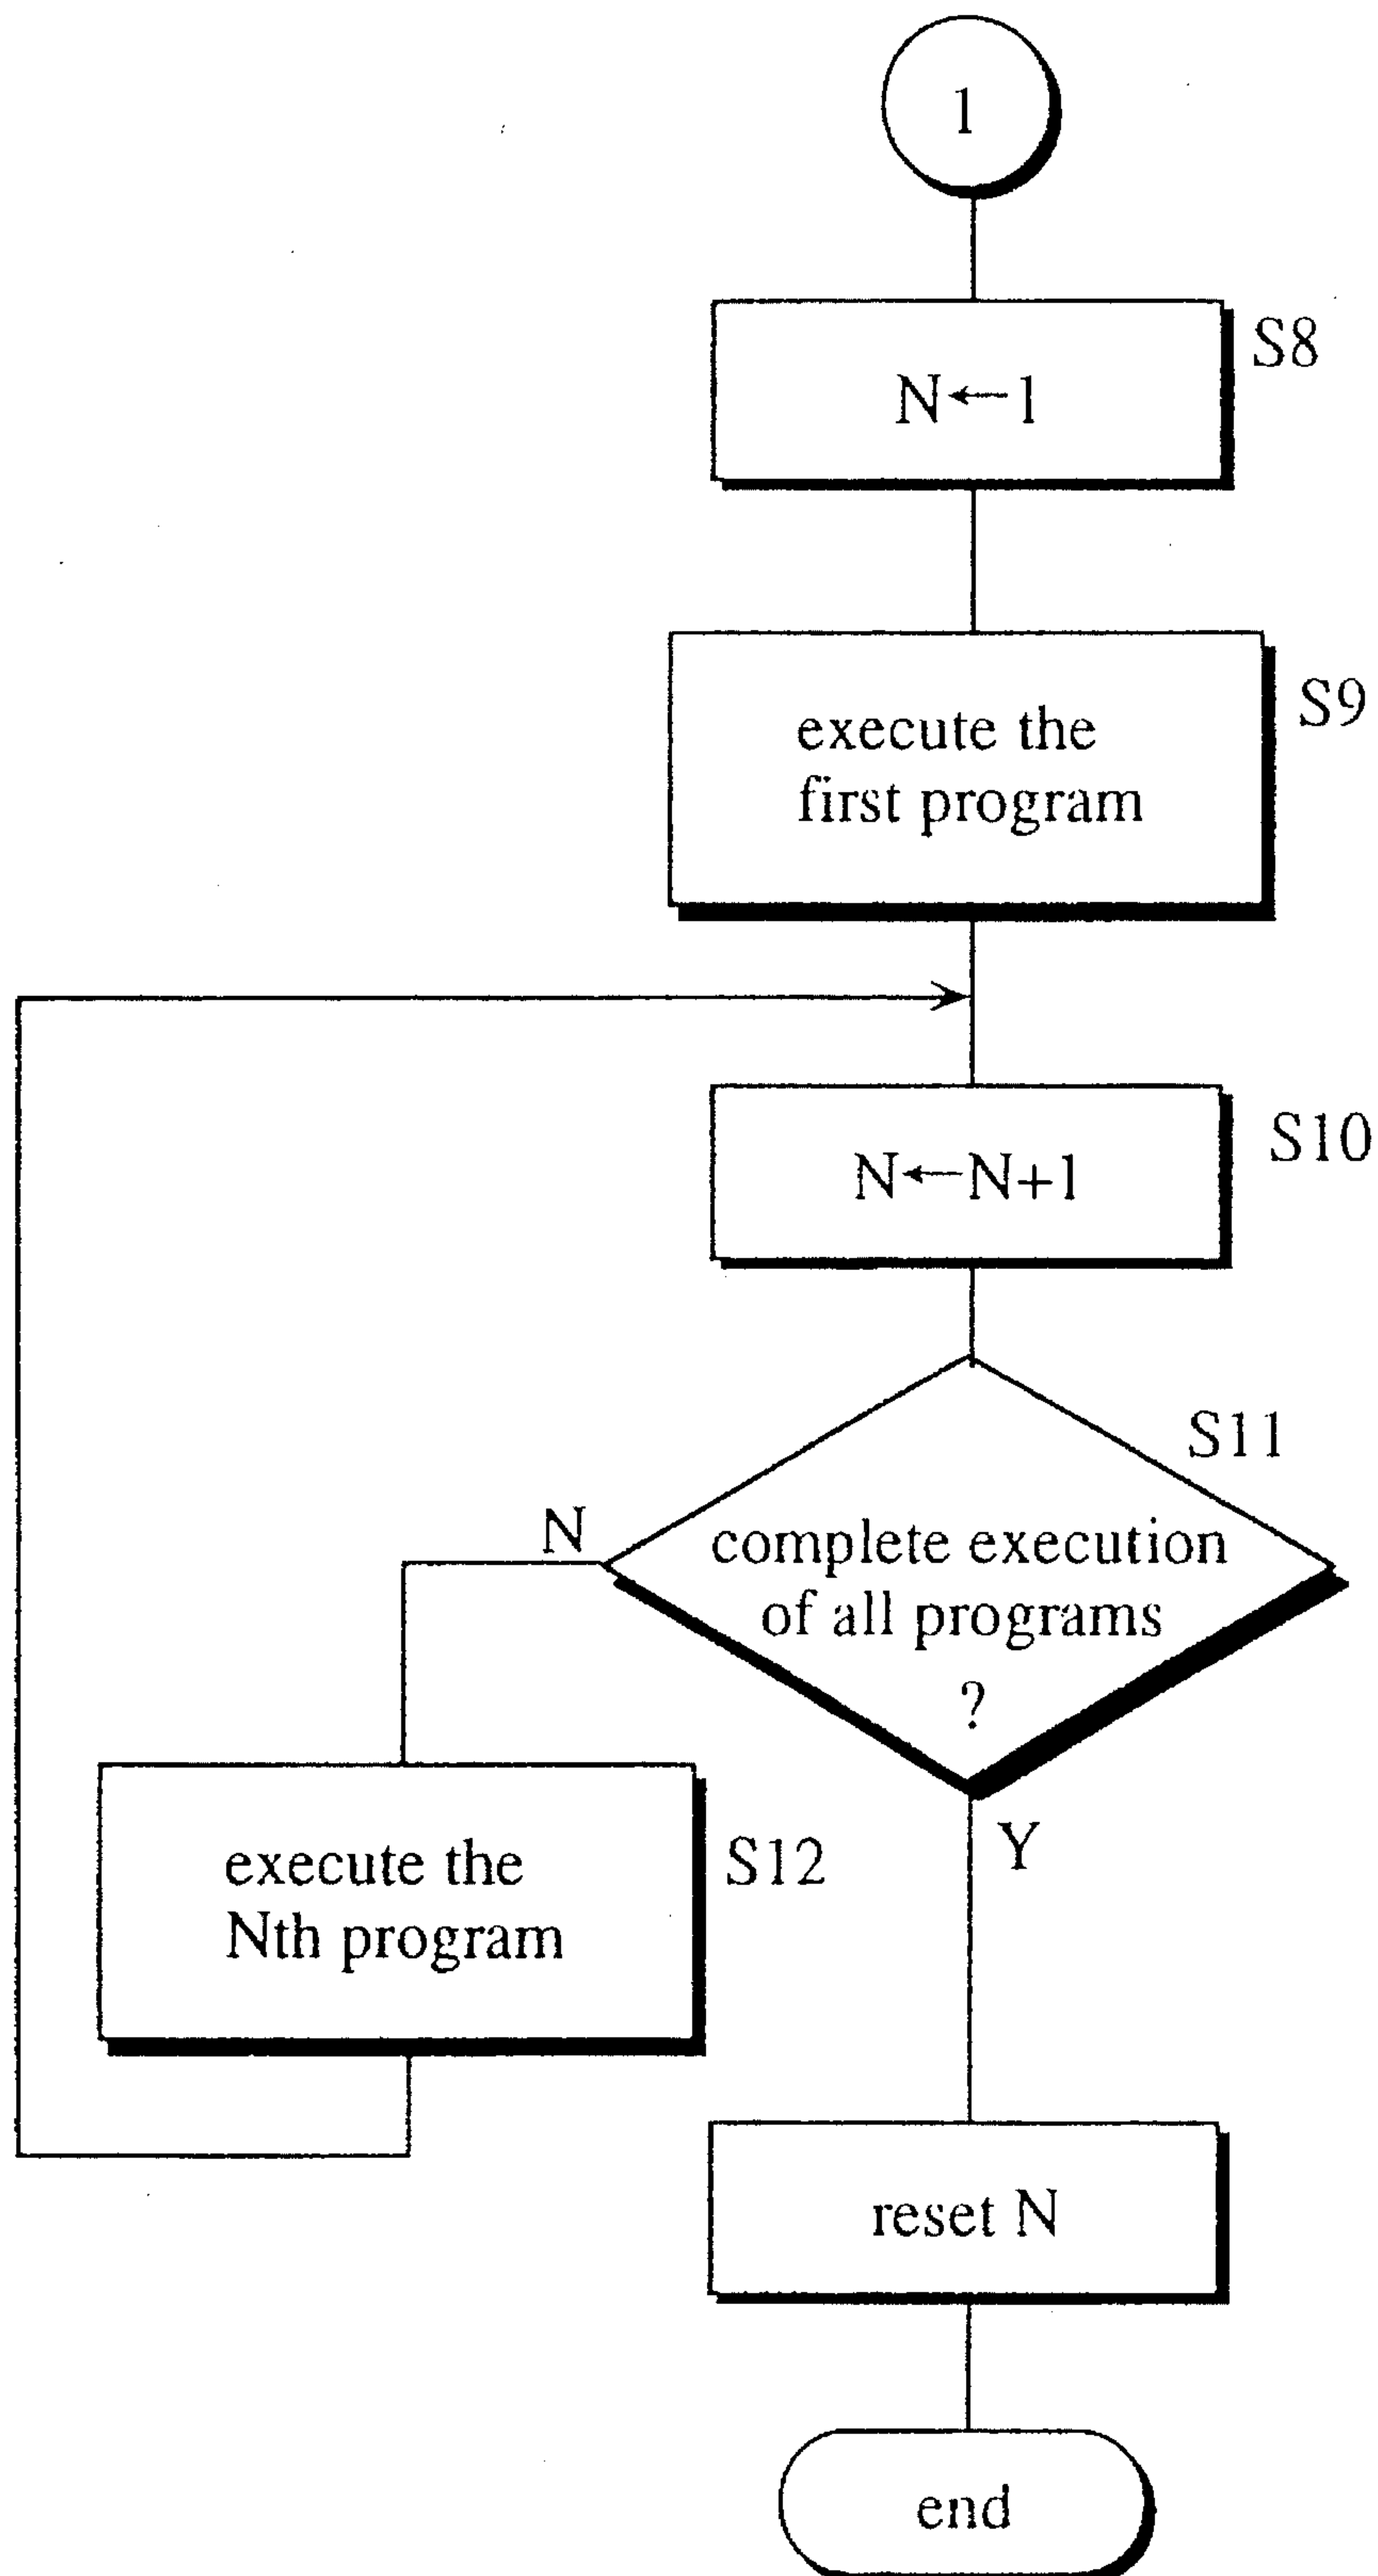 1
S8
N←1
S9
execute the
first program
S10
N←N+1
S11
N
complete execution
of all programs
?
Y
execute the
Nth program
S12
reset N
end